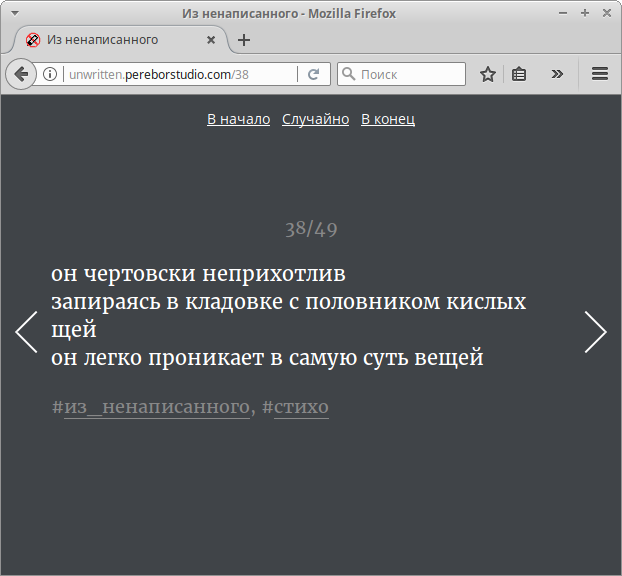 Из ненаписанного - Mozilla Firefox
Из ненаписанного
unwritten.pereborstudio.com/38
Поиск
В начало Случайно В конец
38/49
он чертовски неприхотлив
запираясь в кладовке с половником кислых
щей
он легко проникает в самую суть вещей
#из_ненаписанного, #стихо